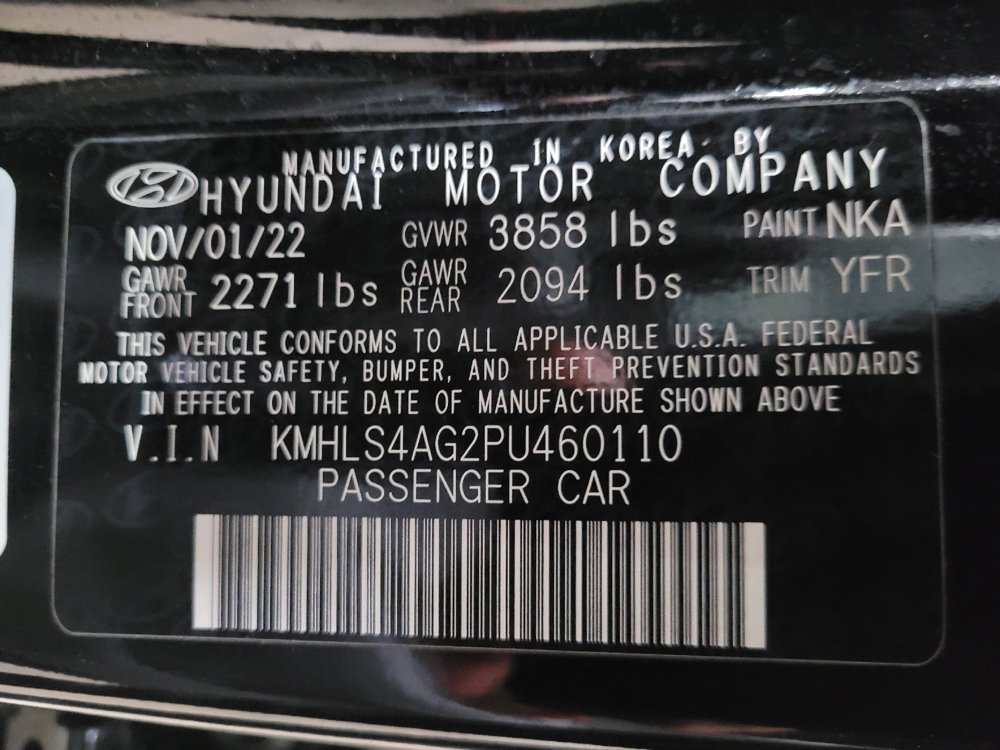 MANUFACTURED IN KOREA BY
HYUNDAI MOTOR COMPANY
NOV/01/22 GVWR 3858 lbs PAINT NKA
GAWR FRONT 2271 lbs GAWR REAR 2094 lbs TRIM YFR
THIS VEHICLE CONFORMS TO ALL APPLICABLE U.S.A. FEDERAL
MOTOR VEHICLE SAFETY, BUMPER, AND THEFT PREVENTION STANDARDS
IN EFFECT ON THE DATE OF MANUFACTURE SHOWN ABOVE
V.I.N KMHLS4AG2PU460110
PASSENGER CAR